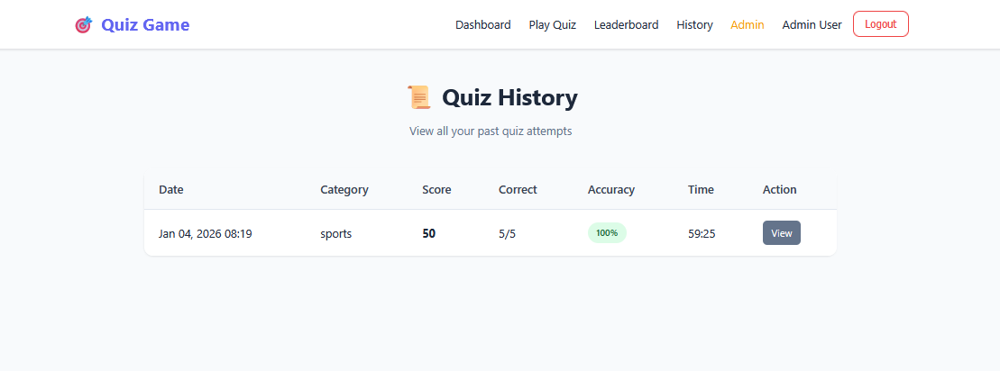 Quiz Game
Dashboard Play Quiz Leaderboard History Admin Admin User Logout
Quiz History
View all your past quiz attempts
Date Category Score Correct Accuracy Time Action
Jan 04, 2026 08:19 sports 50 5/5 100% 59:25 View